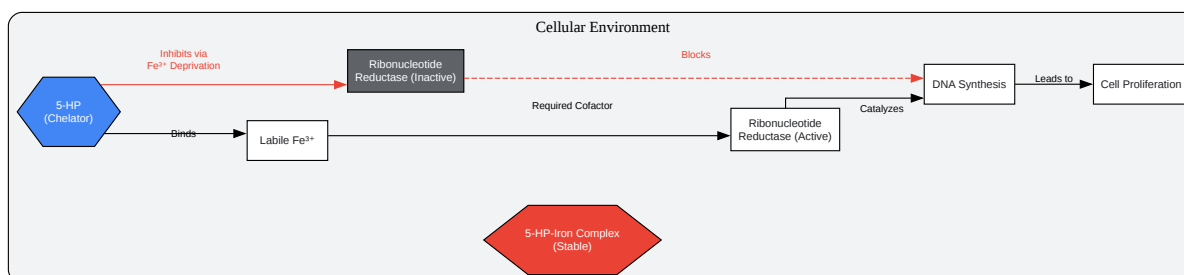 Cellular Environment
Inhibits via
Fe³⁺ Deprivation
Ribonucleotide
Reductase (Inactive)
Blocks
DNA Synthesis
Leads to
Cell Proliferation
5-HP
(Chelator)
Binds
Labile Fe³⁺
Required Cofactor
Ribonucleotide
Reductase (Active)
Catalyzes
5-HP-Iron Complex
(Stable)